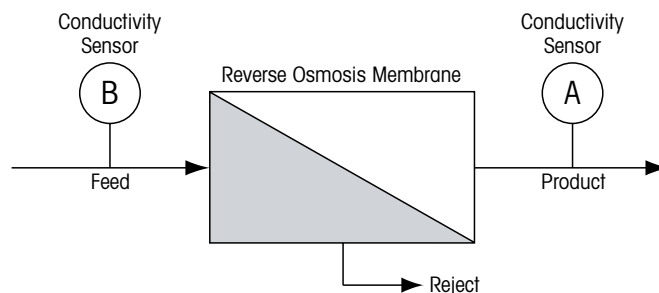 Conductivity
Sensor
B
Feed
Reverse Osmosis Membrane
Conductivity
Sensor
A
Product
Reject